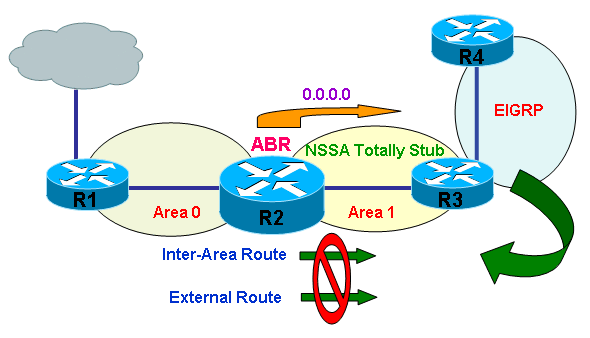 R4
0.0.0.0
EIGRP
ABR
NSSA Totally Stub
R1
Area 0
R2
Area 1
R3
Inter-Area Route
External Route